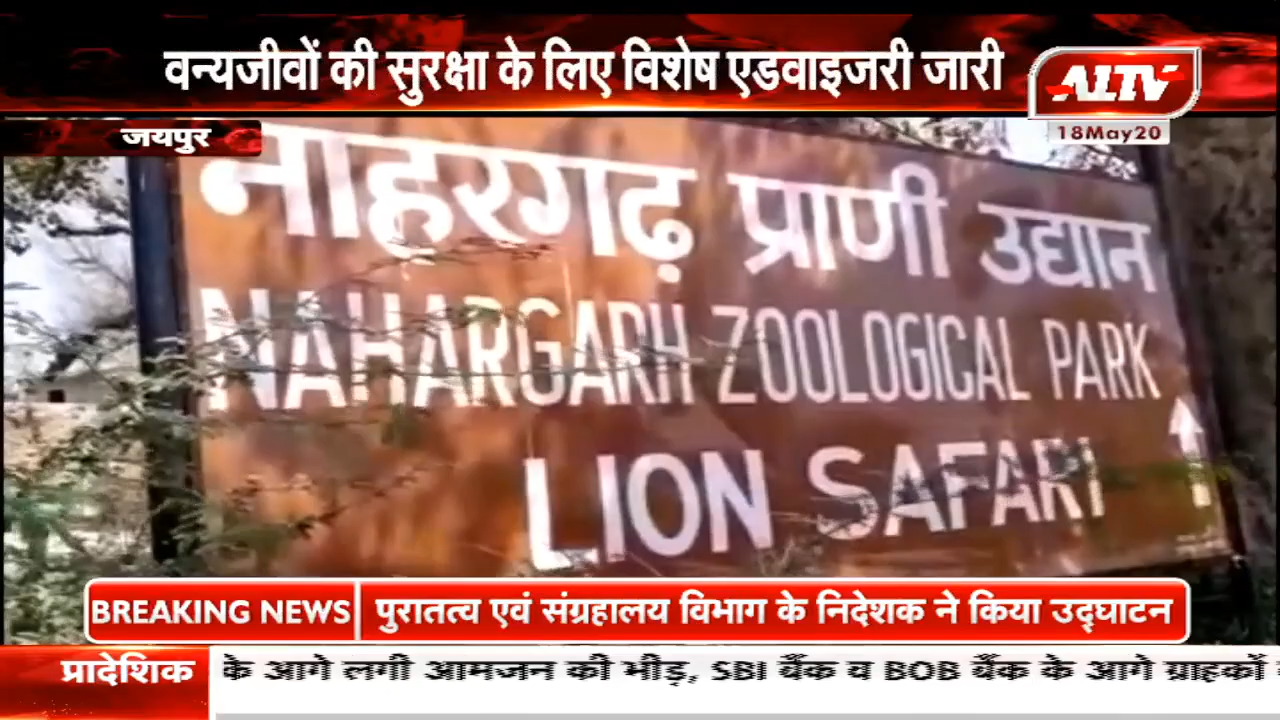 वन्यजीवों की सुरक्षा के लिए विशेष एडवाइजरी जारी
ALTV
18May20
जयपुर
नाहरगढ़ प्राणी उद्यान
NAHARGARH ZOOLOGICAL PARK
LION SAFARI
BREAKING NEWS पुरातत्व एवं संग्रहालय विभाग के निदेशक ने किया उद्घाटन
प्रादेशिक के आगे लगी आमजन की भीड़, SBI बैंक व BOB बैंक के आगे ग्राहकों